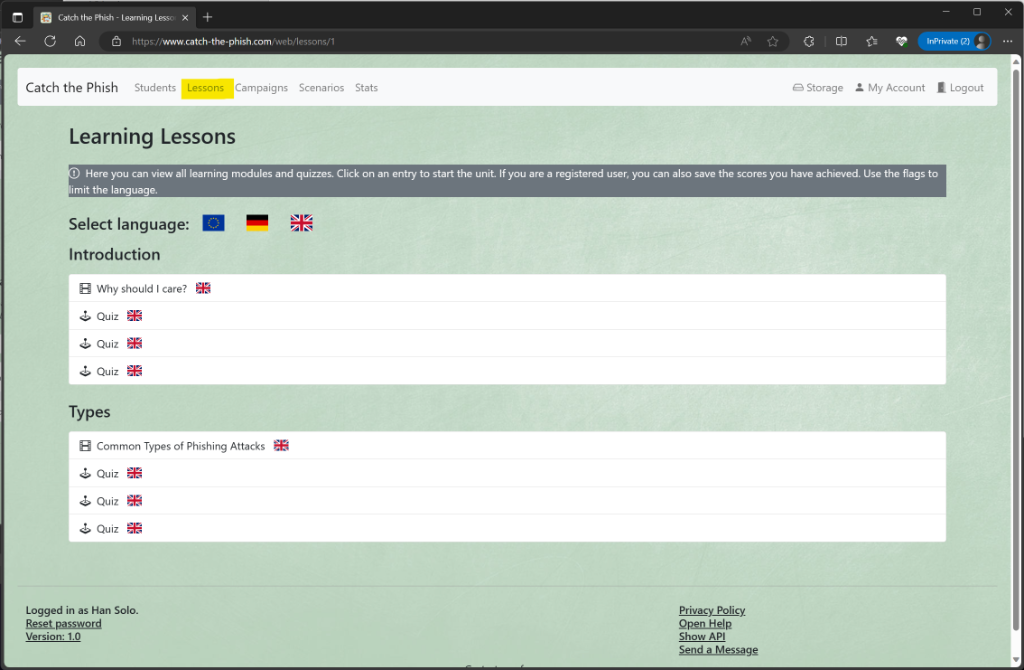 Catch the Phish - Learning Lesso
https://www.catch-the-phish.com/web/lessons/1
InPrivate (2)
Catch the Phish Students Lessons Campaigns Scenarios Stats Storage My Account Logout
Learning Lessons
Here you can view all learning modules and quizzes. Click on an entry to start the unit. If you are a registered user, you can also save the scores you have achieved. Use the flags to
limit the language.
Select language:
Introduction
Why should I care?
Quiz
Quiz
Quiz
Types
Common Types of Phishing Attacks
Quiz
Quiz
Quiz
Logged in as Han Solo.
Reset password
Version: 1.0
Privacy Policy
Open Help
Show API
Send a Message